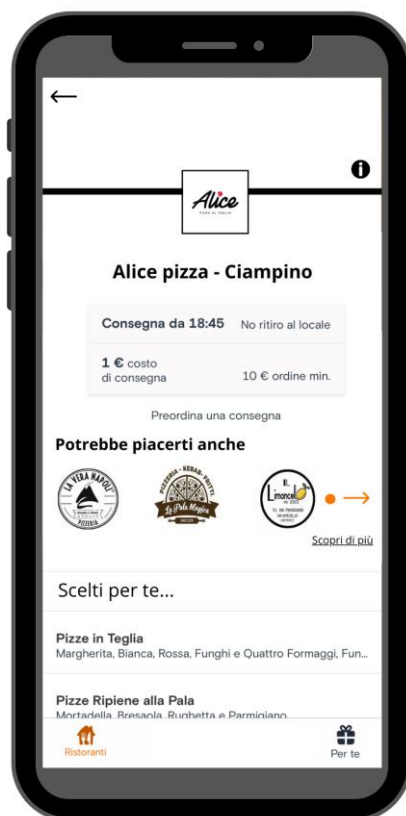 Alice
PIZZA AL TAGLIO
Alice pizza - Ciampino
Consegna da 18:45 No ritiro al locale
1 € costo
di consegna
10 € ordine min.
Preordina una consegna
Potrebbe piacerti anche
LA VERA NAPOLI
PIZZERIA
PIZZERIA - KEBAB - FRITTI
La Pala Magica
IL
Limoncello
Scopri di più
Scelti per te...
Pizze in Teglia
Margherita, Bianca, Rossa, Funghi e Quattro Formaggi, Fun...
Pizze Ripiene alla Pala
Mortadella, Bresaola, Rughetta e Parmigiano
Ristoranti
Per te